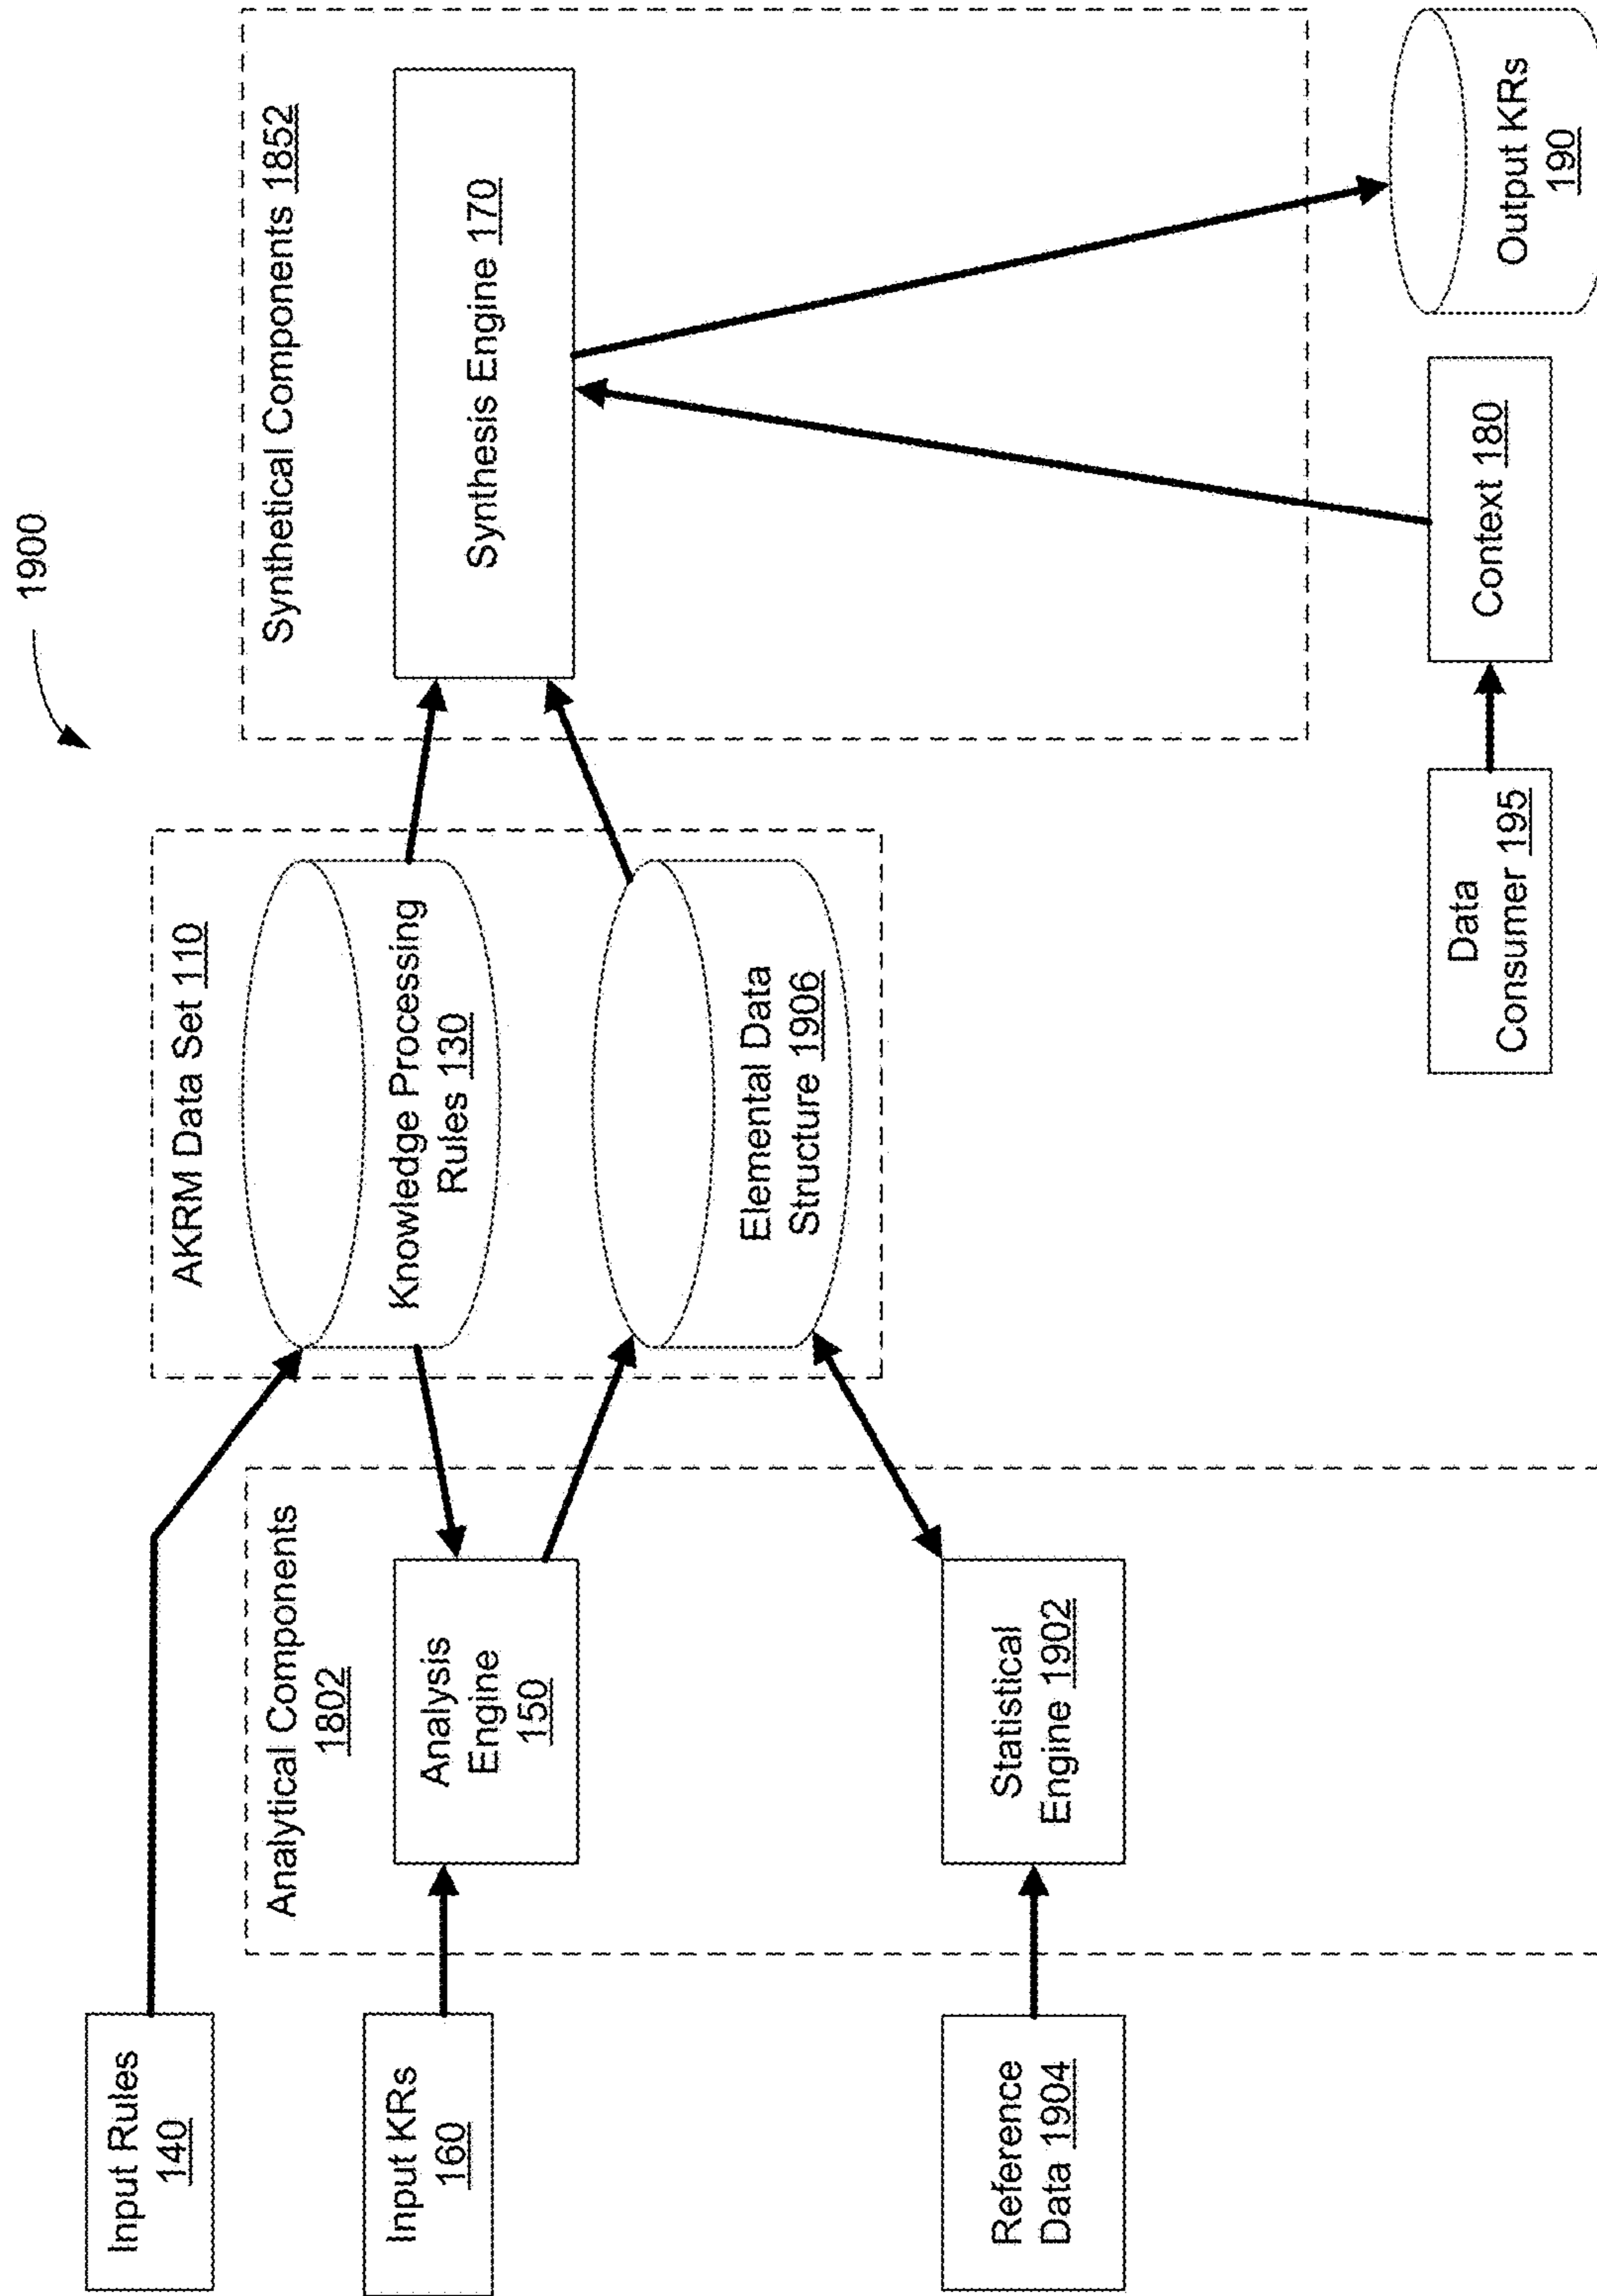 1900
Input Rules
140
Input KRs
160
Reference
Data 1904
Analytical Components
1802
Analysis
Engine
150
Statistical
Engine 1902
AKRM Data Set 110
Knowledge Processing
Rules 130
Elemental Data
Structure 1906
Synthetical Components 1852
Synthesis Engine 170
Data
Consumer 195
Context 180
Output KRs
190